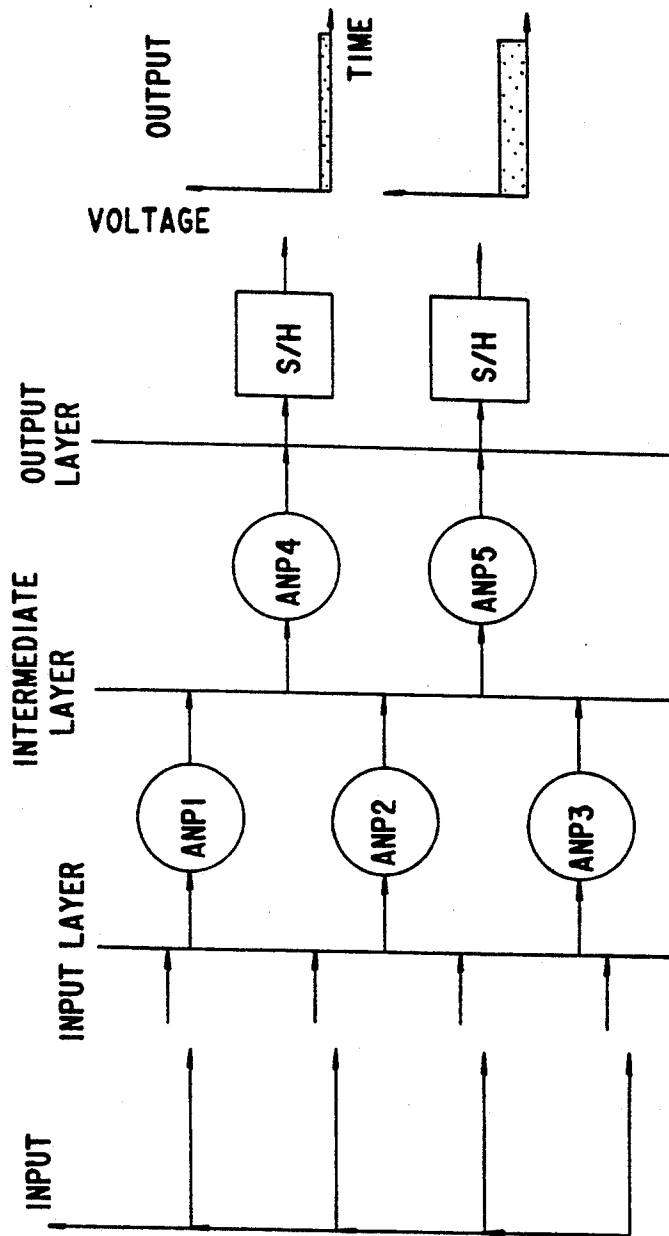 INPUT
INPUT LAYER
INTERMEDIATE
LAYER
OUTPUT
LAYER
OUTPUT
VOLTAGE
TIME
ANP1
ANP2
ANP3
ANP4
ANP5
S/H
S/H